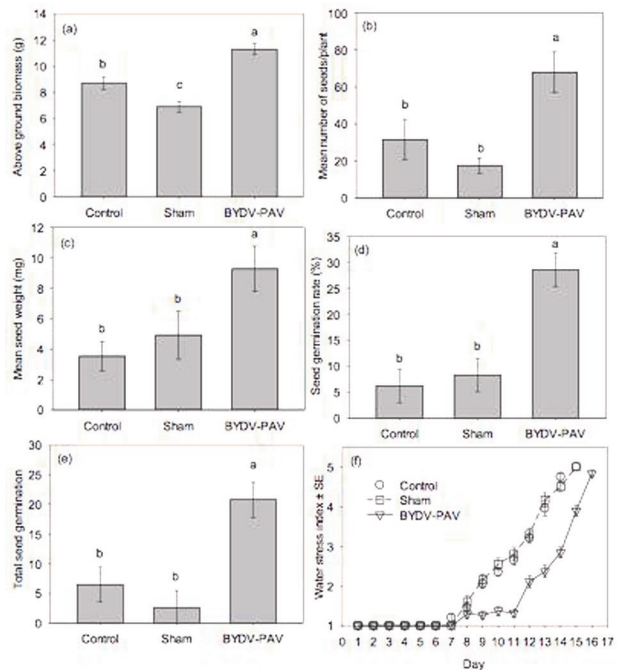 (a)
Above ground biomass (g)
14
12
10
8
6
4
2
0
b
c
a
Control Sham BYDV-PAV
(b)
Mean number of seeds/plant
100
80
60
40
20
0
b
b
a
Control Sham BYDV-PAV
(c)
Mean seed weight (mg)
12
10
8
6
4
2
0
b
b
a
Control Sham BYDV-PAV
(d)
Seed germination rate (%)
35
30
25
20
15
10
5
0
b
b
a
Control Sham BYDV-PAV
(e)
Total seed germination
30
25
20
15
10
5
0
b
b
a
Control Sham BYDV-PAV
(f)
Water stress index ± SE
5
4
3
2
1
Control
Sham
BYDV-PAV
0 1 2 3 4 5 6 7 8 9 10 11 12 13 14 15 16 17
Day